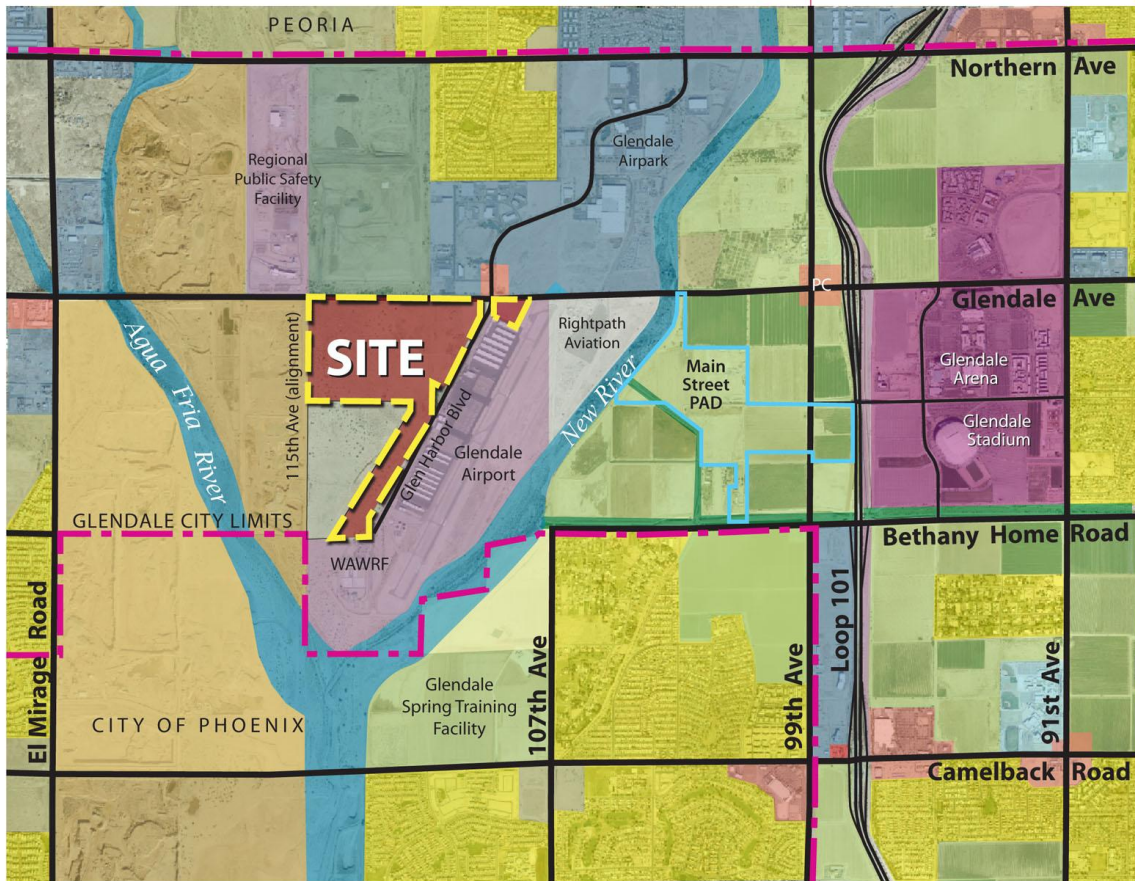 PEORIA
Northern Ave
Glendale
Airpark
Regional
Public Safety
Facility
PC
Glendale Ave
Rightpath
Aviation
115th Ave (alignment)
SITE
Agua Fria River
Main
Street
PAD
Glendale
Arena
New River
Glen Harbor Blvd
Glendale
Stadium
Glendale
Airport
GLENDALE CITY LIMITS
Bethany Home Road
WAWRF
El Mirage Road
Loop 101
107th Ave
99th Ave
91st Ave
Glendale
Spring Training
Facility
CITY OF PHOENIX
Camelback Road